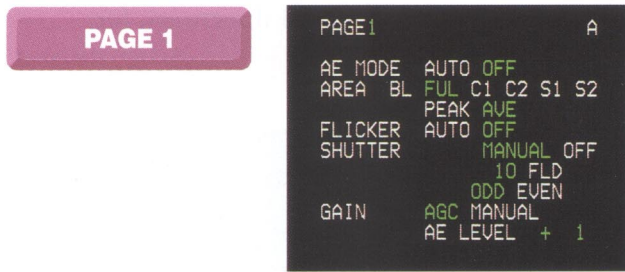 PAGE 1
PAGE1 A
AE MODE AUTO OFF
AREA BL FUL C1 C2 S1 S2
PEAK AVE
FLICKER AUTO OFF
SHUTTER MANUAL OFF
10 FLD
ODD EVEN
GAIN AGC MANUAL
AE LEVEL + 1